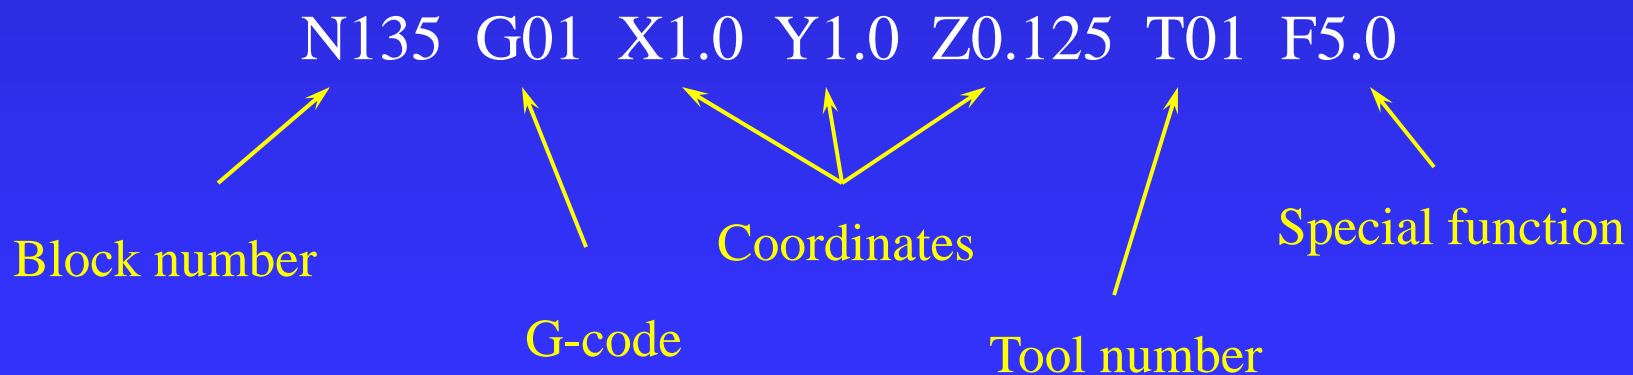 N135 G01 X1.0 Y1.0 Z0.125 T01 F5.0
Block number
G-code
Coordinates
Tool number
Special function